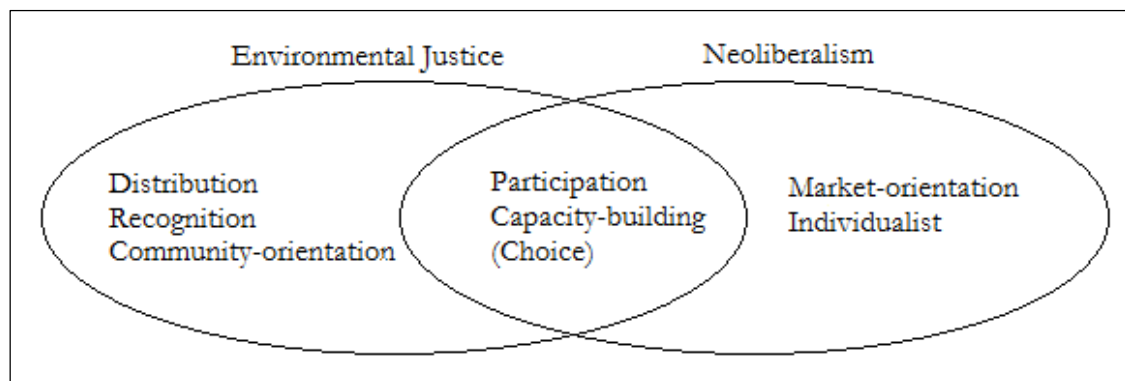 Environmental Justice
Neoliberalism
Distribution
Recognition
Community-orientation
Participation
Capacity-building
(Choice)
Market-orientation
Individualist